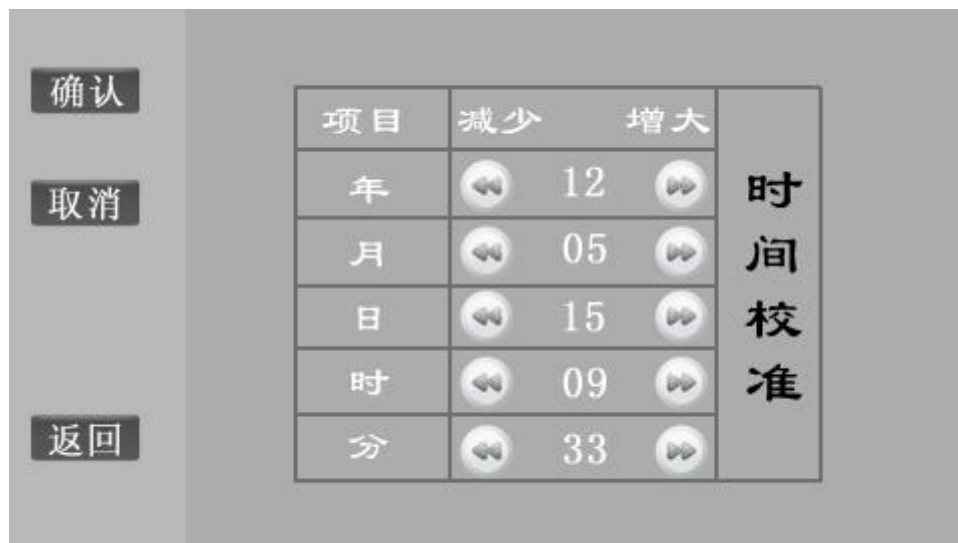 确认
取消
返回
项目 减少 增大
年 12
月 05
日 15
时 09
分 33
时间校准